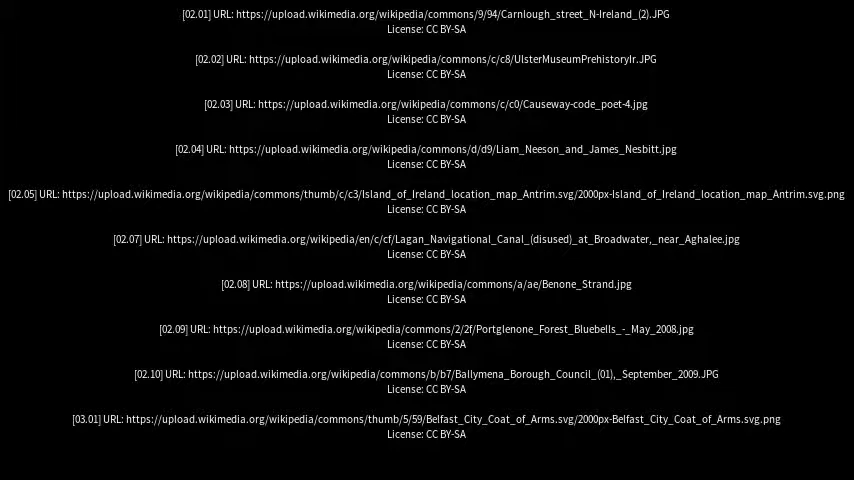 [02.01] URL: https://upload.wikimedia.org/wikipedia/commons/9/94/Carnlough_street_N-Ireland_(2).JPG
License: CC BY-SA
[02.02] URL: https://upload.wikimedia.org/wikipedia/commons/c/c8/UlsterMuseumPrehistoryIr.JPG
License: CC BY-SA
[02.03] URL: https://upload.wikimedia.org/wikipedia/commons/c/c0/Causeway-code_poet-4.jpg
License: CC BY-SA
[02.04] URL: https://upload.wikimedia.org/wikipedia/commons/d/d9/Liam_Neeson_and_James_Nesbitt.jpg
License: CC BY-SA
[02.05] URL: https://upload.wikimedia.org/wikipedia/commons/thumb/c/c3/Island_of_Ireland_location_map_Antrim.svg/2000px-Island_of_Ireland_location_map_Antrim.svg.png
License: CC BY-SA
[02.07] URL: https://upload.wikimedia.org/wikipedia/en/c/cf/Lagan_Navigational_Canal_(disused)_at_Broadwater,_near_Aghalee.jpg
License: CC BY-SA
[02.08] URL: https://upload.wikimedia.org/wikipedia/commons/a/ae/Benone_Strand.jpg
License: CC BY-SA
[02.09] URL: https://upload.wikimedia.org/wikipedia/commons/2/2f/Portglenone_Forest_Bluebells_-_May_2008.jpg
License: CC BY-SA
[02.10] URL: https://upload.wikimedia.org/wikipedia/commons/b/b7/Ballymena_Borough_Council_(01),_September_2009.JPG
License: CC BY-SA
[03.01] URL: https://upload.wikimedia.org/wikipedia/commons/thumb/5/59/Belfast_City_Coat_of_Arms.svg/2000px-Belfast_City_Coat_of_Arms.svg.png
License: CC BY-SA